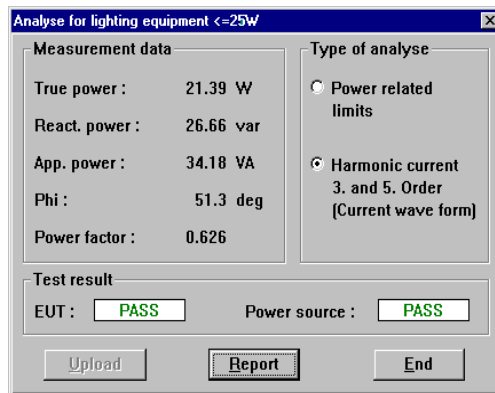 Analyse for lighting equipment <=25W
Measurement data
True power : 21.39 W
React. power : 26.66 var
App. power : 34.18 VA
Phi : 51.3 deg
Power factor : 0.626
Type of analyse
Power related
limits
Harmonic current
3. and 5. Order
(Current wave form)
Test result
EUT : PASS Power source : PASS
Upload Report End